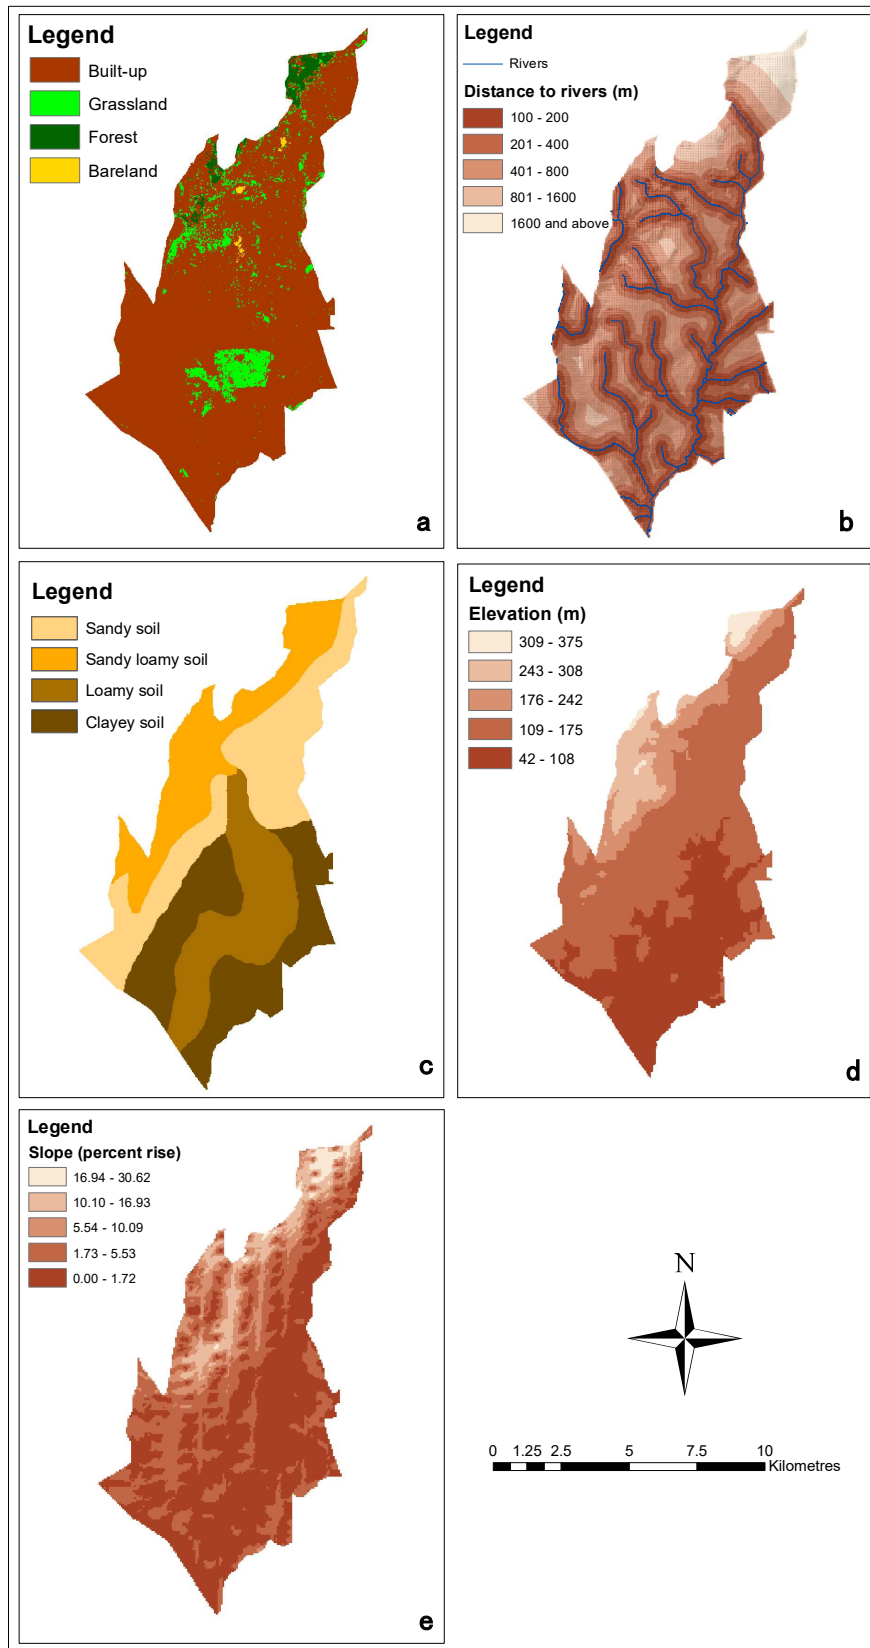 Legend
Built-up
Grassland
Forest
Bareland
a
Legend
Rivers
Distance to rivers (m)
100 - 200
201 - 400
401 - 800
801 - 1600
1600 and above
b
Legend
Sandy soil
Sandy loamy soil
Loamy soil
Clayey soil
c
Legend
Elevation (m)
309 - 375
243 - 308
176 - 242
109 - 175
42 - 108
d
Legend
Slope (percent rise)
16.94 - 30.62
10.10 - 16.93
5.54 - 10.09
1.73 - 5.53
0.00 - 1.72
e
N
0 1.25 2.5 5 7.5 10
Kilometres